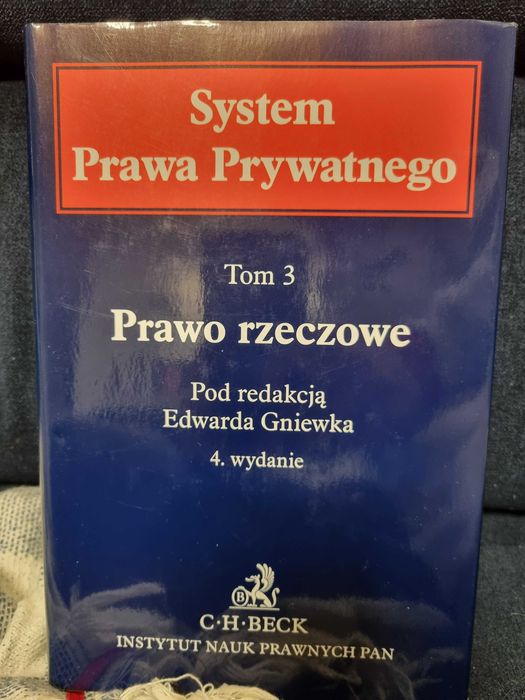 System
Prawa Prywatnego
Tom 3
Prawo rzeczowe
Pod redakcją
Edwarda Gniewka
4. wydanie
B
C·H·BECK
INSTYTUT NAUK PRAWNYCH PAN